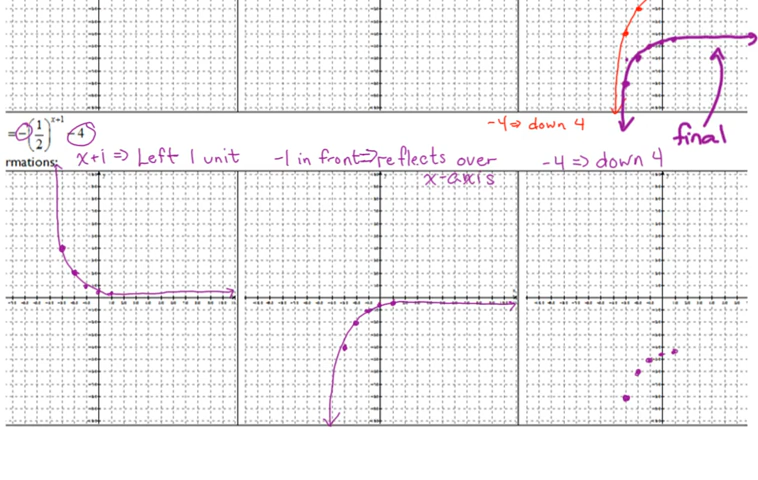 -4 ⇒ down 4
final
= -(1/2)^{x+1} - 4
rmations: x+1 ⇒ Left 1 unit
-1 in front ⇒ reflects over
x-axis
-4 ⇒ down 4